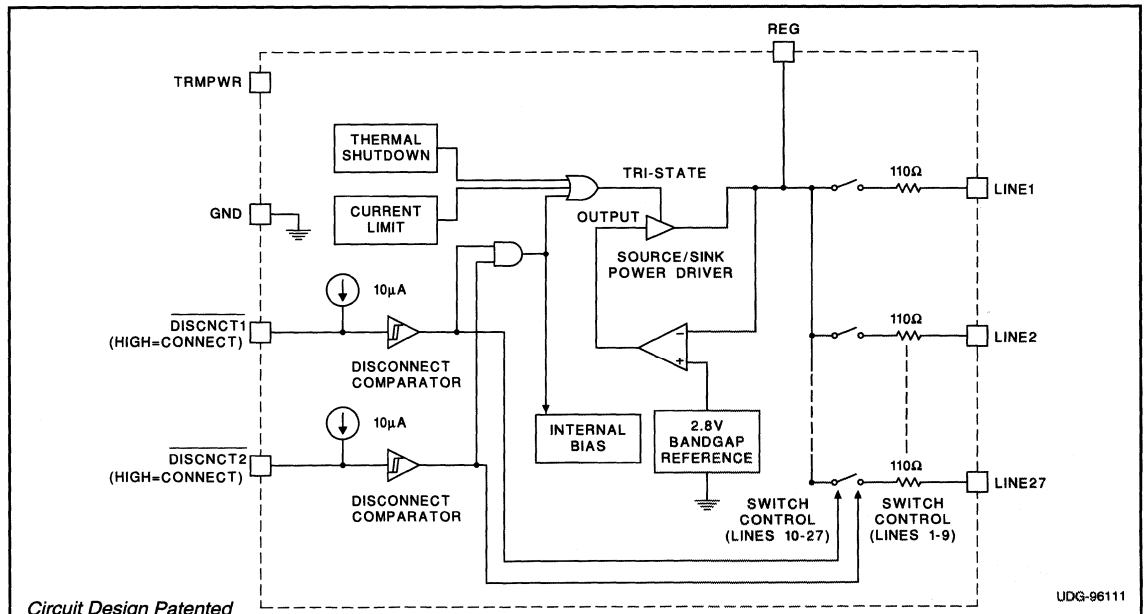 REG
TRMPWR
THERMAL
SHUTDOWN
TRI-STATE
110Ω
LINE1
GND
CURRENT
LIMIT
OUTPUT
SOURCE/SINK
POWER DRIVER
10µA
DISCNCT1
(HIGH=CONNECT)
DISCONNECT
COMPARATOR
−
+
110Ω
LINE2
10µA
DISCNCT2
(HIGH=CONNECT)
DISCONNECT
COMPARATOR
INTERNAL
BIAS
2.8V
BANDGAP
REFERENCE
110Ω
LINE27
SWITCH
CONTROL
(LINES 10-27)
SWITCH
CONTROL
(LINES 1-9)
Circuit Design Patented
UDG-96111